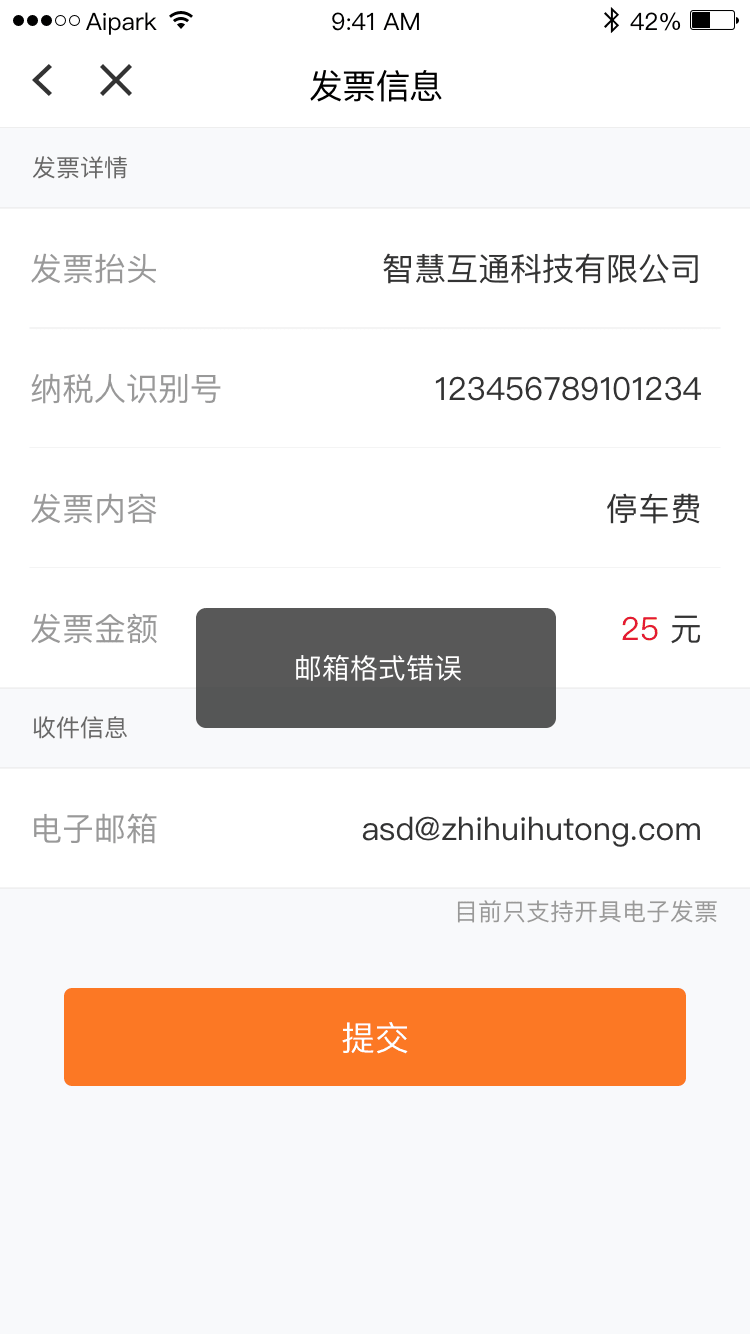 Aipark 9:41 AM 42%
发票信息
发票详情
发票抬头 智慧互通科技有限公司
纳税人识别号 123456789101234
发票内容 停车费
发票金额 25 元
邮箱格式错误
收件信息
电子邮箱 asd@zhihuihutong.com
目前只支持开具电子发票
提交